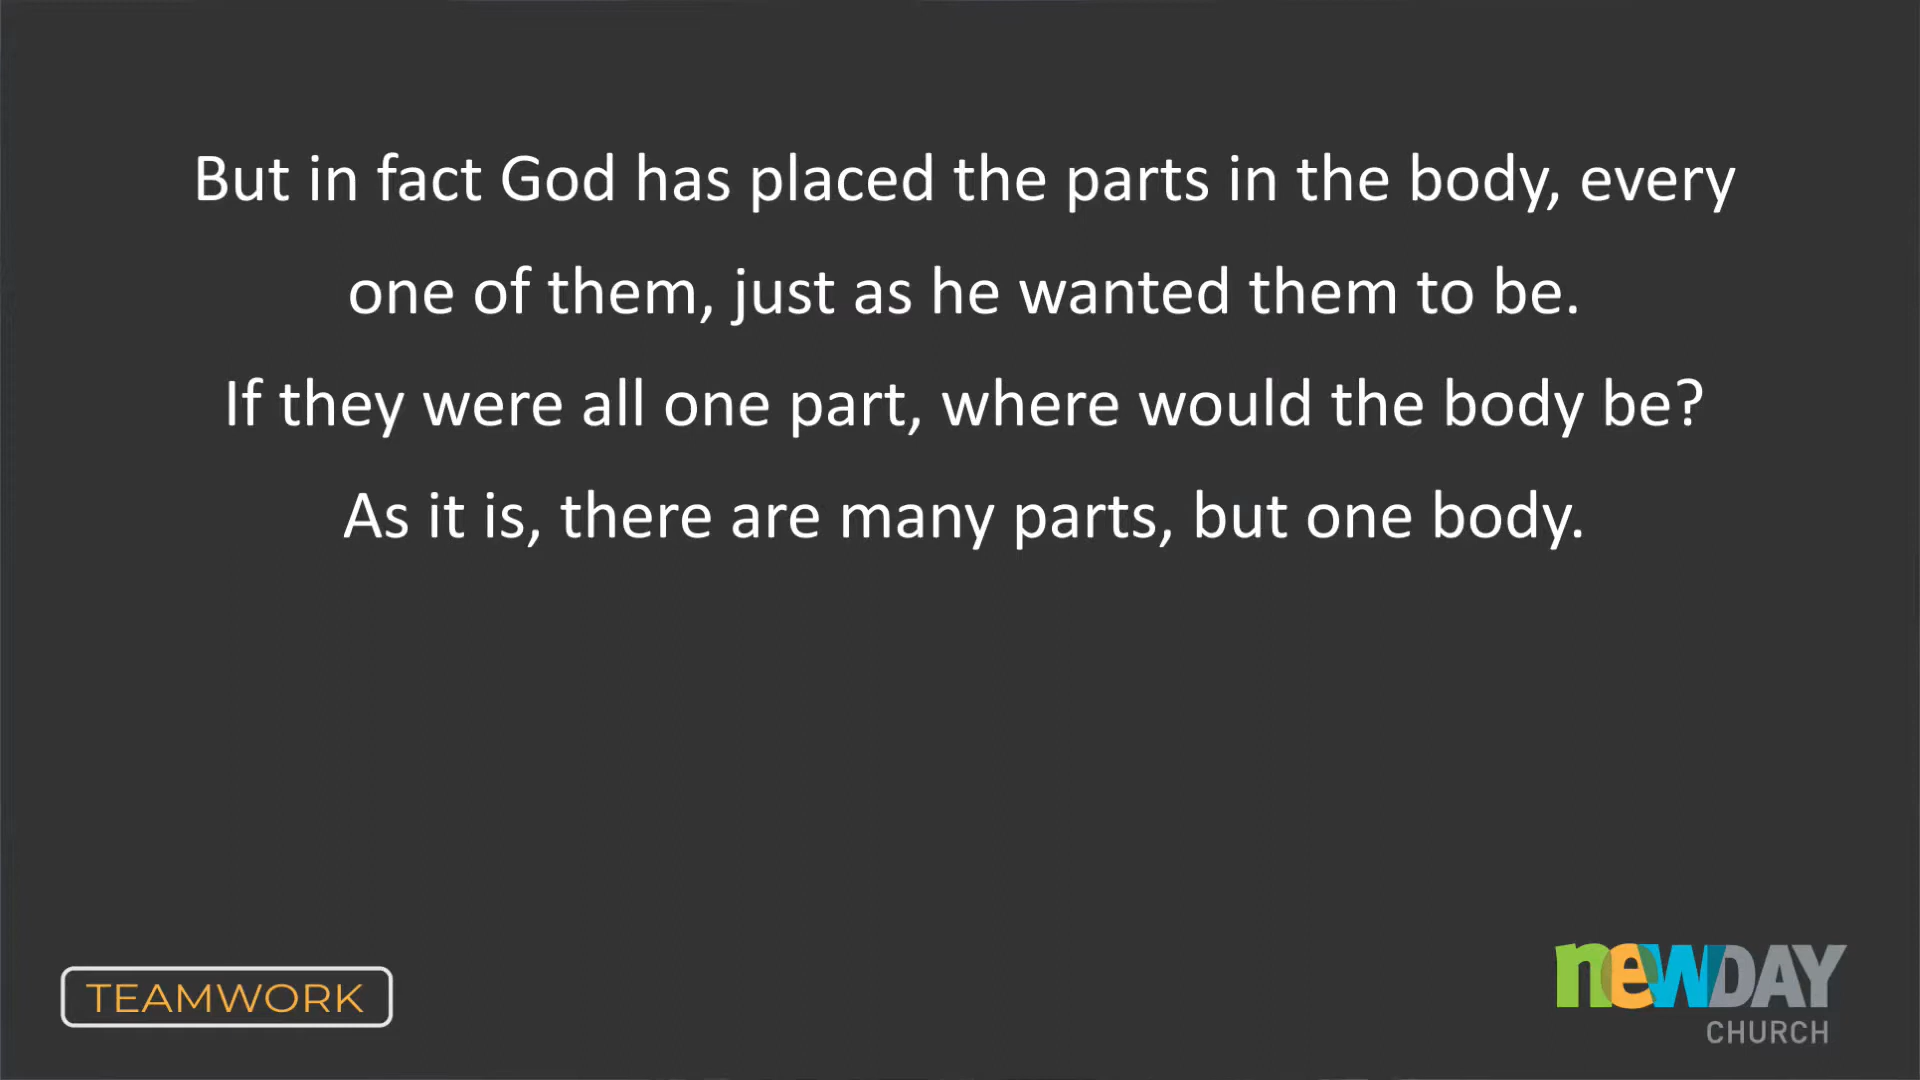 But in fact God has placed the parts in the body, every
one of them, just as he wanted them to be.
If they were all one part, where would the body be?
As it is, there are many parts, but one body.
TEAMWORK
newDAY
CHURCH